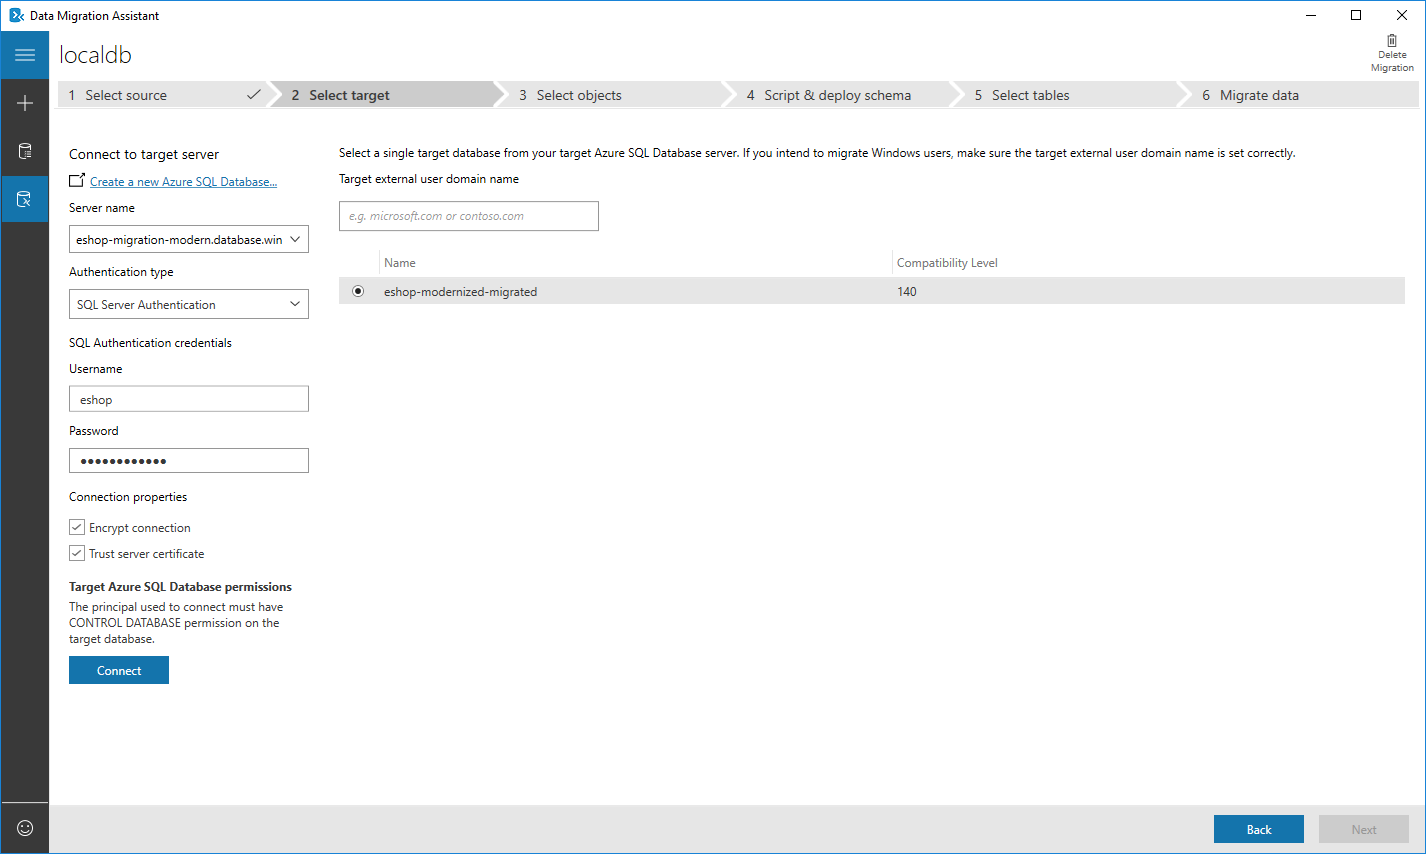 Data Migration Assistant
localdb
Delete
Migration
1 Select source
2 Select target
3 Select objects
4 Script & deploy schema
5 Select tables
6 Migrate data
Connect to target server
Create a new Azure SQL Database...
Server name
eshop-migration-modern.database.win
Authentication type
SQL Server Authentication
SQL Authentication credentials
Username
eshop
Password
••••••••••••
Connection properties
Encrypt connection
Trust server certificate
Target Azure SQL Database permissions
The principal used to connect must have
CONTROL DATABASE permission on the
target database.
Connect
Select a single target database from your target Azure SQL Database server. If you intend to migrate Windows users, make sure the target external user domain name is set correctly.
Target external user domain name
e.g. microsoft.com or contoso.com
Name Compatibility Level
eshop-modernized-migrated 140
Back
Next